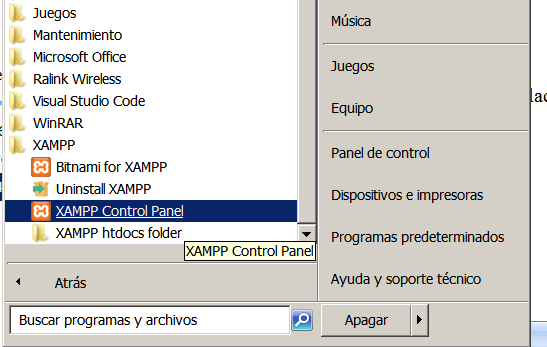 Juegos
Mantenimiento
Microsoft Office
Ralink Wireless
Visual Studio Code
WinRAR
XAMPP
Bitnami for XAMPP
Uninstall XAMPP
XAMPP Control Panel
XAMPP htdocs folder
XAMPP Control Panel
Atrás
Buscar programas y archivos
Música
Juegos
Equipo
Panel de control
Dispositivos e impresoras
Programas predeterminados
Ayuda y soporte técnico
Apagar